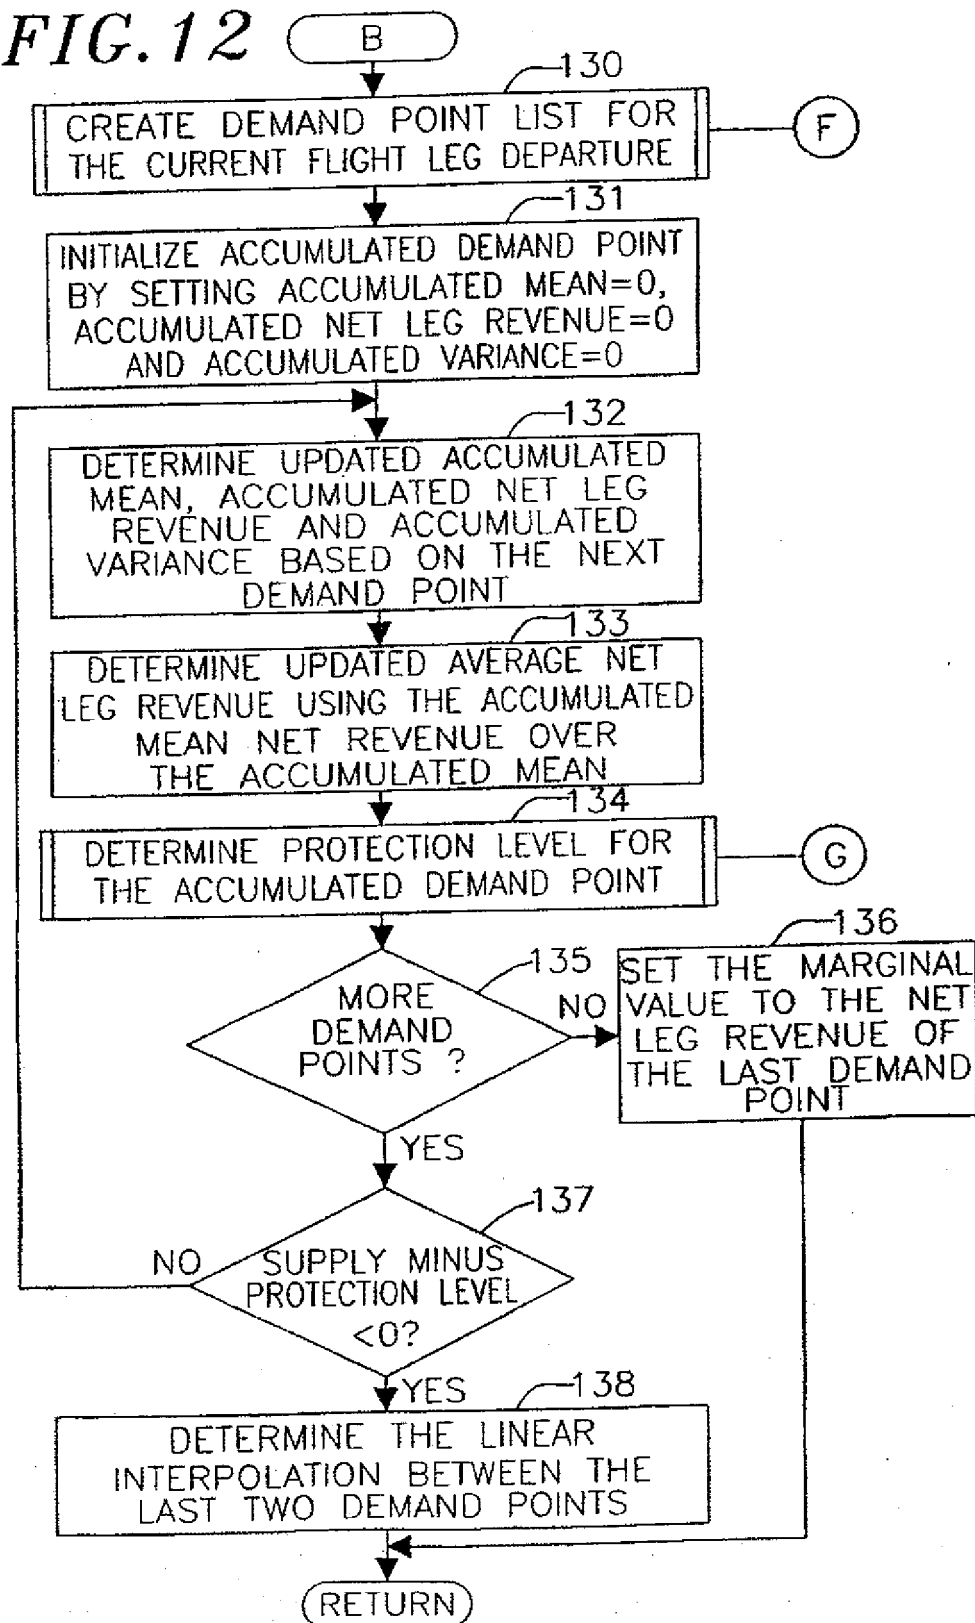 FIG. 12
B
130
CREATE DEMAND POINT LIST FOR
THE CURRENT FLIGHT LEG DEPARTURE
F
131
INITIALIZE ACCUMULATED DEMAND POINT
BY SETTING ACCUMULATED MEAN=0,
ACCUMULATED NET LEG REVENUE=0
AND ACCUMULATED VARIANCE=0
132
DETERMINE UPDATED ACCUMULATED
MEAN, ACCUMULATED NET LEG
REVENUE AND ACCUMULATED
VARIANCE BASED ON THE NEXT
DEMAND POINT
133
DETERMINE UPDATED AVERAGE NET
LEG REVENUE USING THE ACCUMULATED
MEAN NET REVENUE OVER
THE ACCUMULATED MEAN
134
DETERMINE PROTECTION LEVEL FOR
THE ACCUMULATED DEMAND POINT
G
135
MORE
DEMAND
POINTS ?
NO
136
SET THE MARGINAL
VALUE TO THE NET
LEG REVENUE OF
THE LAST DEMAND
POINT
YES
137
SUPPLY MINUS
PROTECTION LEVEL
<0?
NO
YES
138
DETERMINE THE LINEAR
INTERPOLATION BETWEEN THE
LAST TWO DEMAND POINTS
RETURN